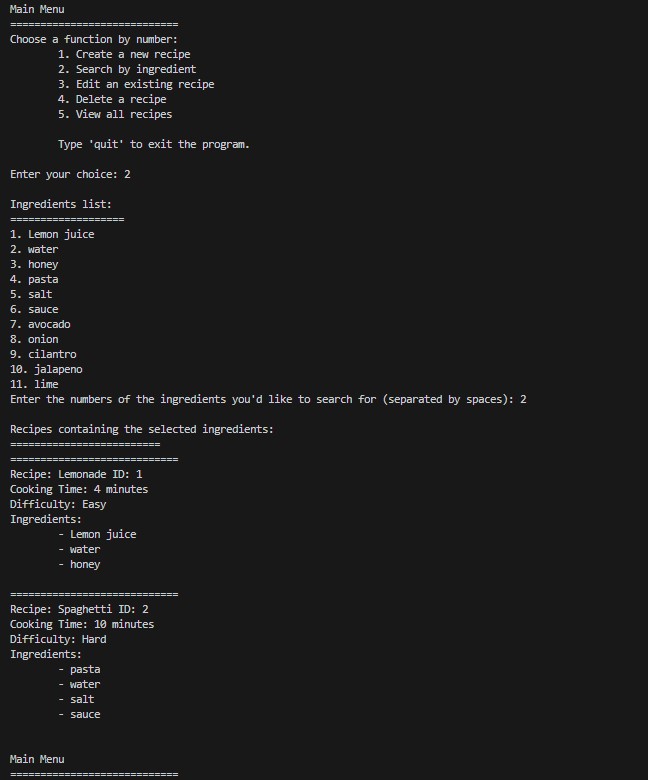 Main Menu
============================
Choose a function by number:
        1. Create a new recipe
        2. Search by ingredient
        3. Edit an existing recipe
        4. Delete a recipe
        5. View all recipes

        Type 'quit' to exit the program.

Enter your choice: 2

Ingredients list:
===================
1. Lemon juice
2. water
3. honey
4. pasta
5. salt
6. sauce
7. avocado
8. onion
9. cilantro
10. jalapeno
11. lime
Enter the numbers of the ingredients you'd like to search for (separated by spaces): 2

Recipes containing the selected ingredients:
=========================
============================
Recipe: Lemonade ID: 1
Cooking Time: 4 minutes
Difficulty: Easy
Ingredients:
        - Lemon juice
        - water
        - honey

============================
Recipe: Spaghetti ID: 2
Cooking Time: 10 minutes
Difficulty: Hard
Ingredients:
        - pasta
        - water
        - salt
        - sauce


Main Menu
============================